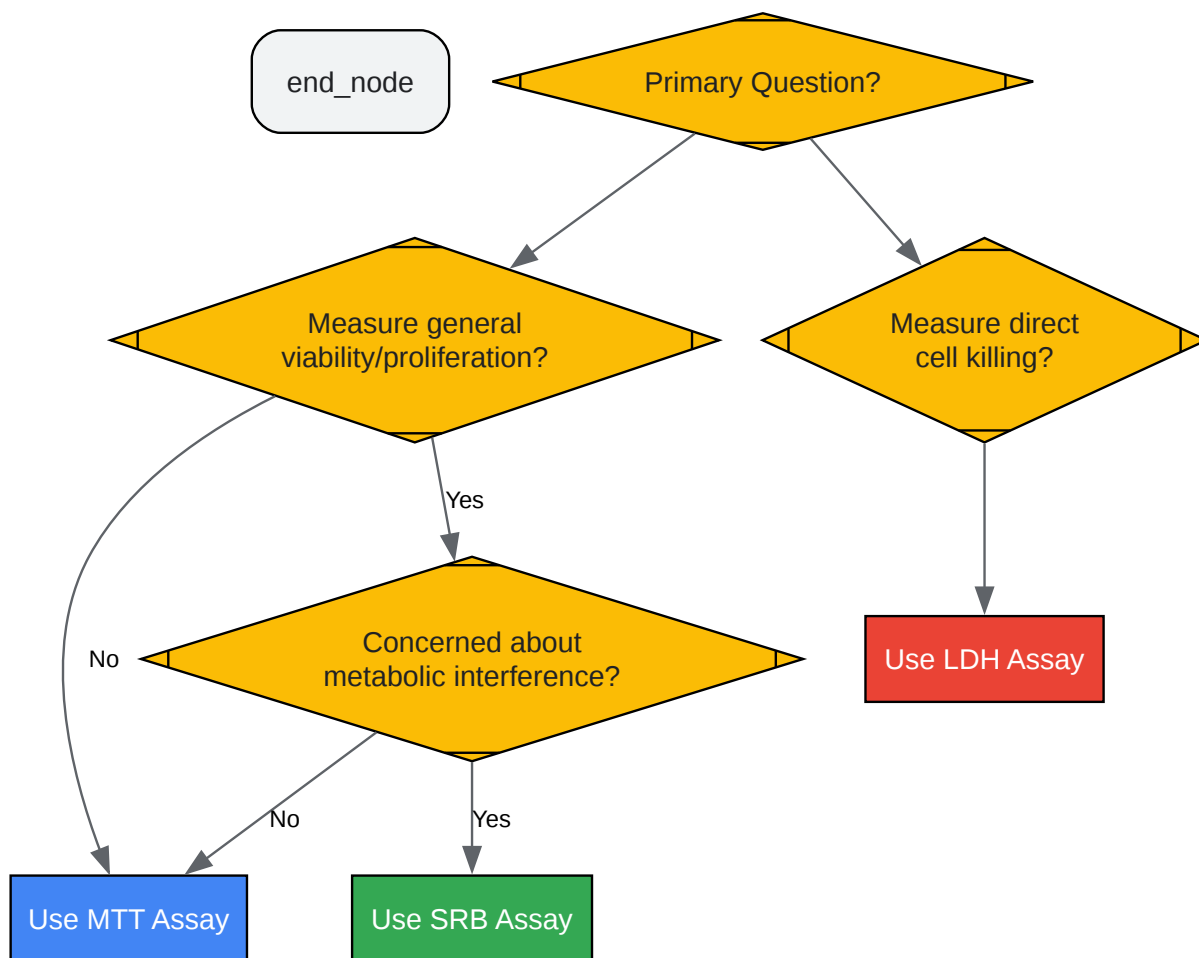 end_node
Primary Question?
Measure general
viability/proliferation?
Measure direct
cell killing?
Yes
No
Concerned about
metabolic interference?
Use LDH Assay
No
Yes
Use MTT Assay
Use SRB Assay